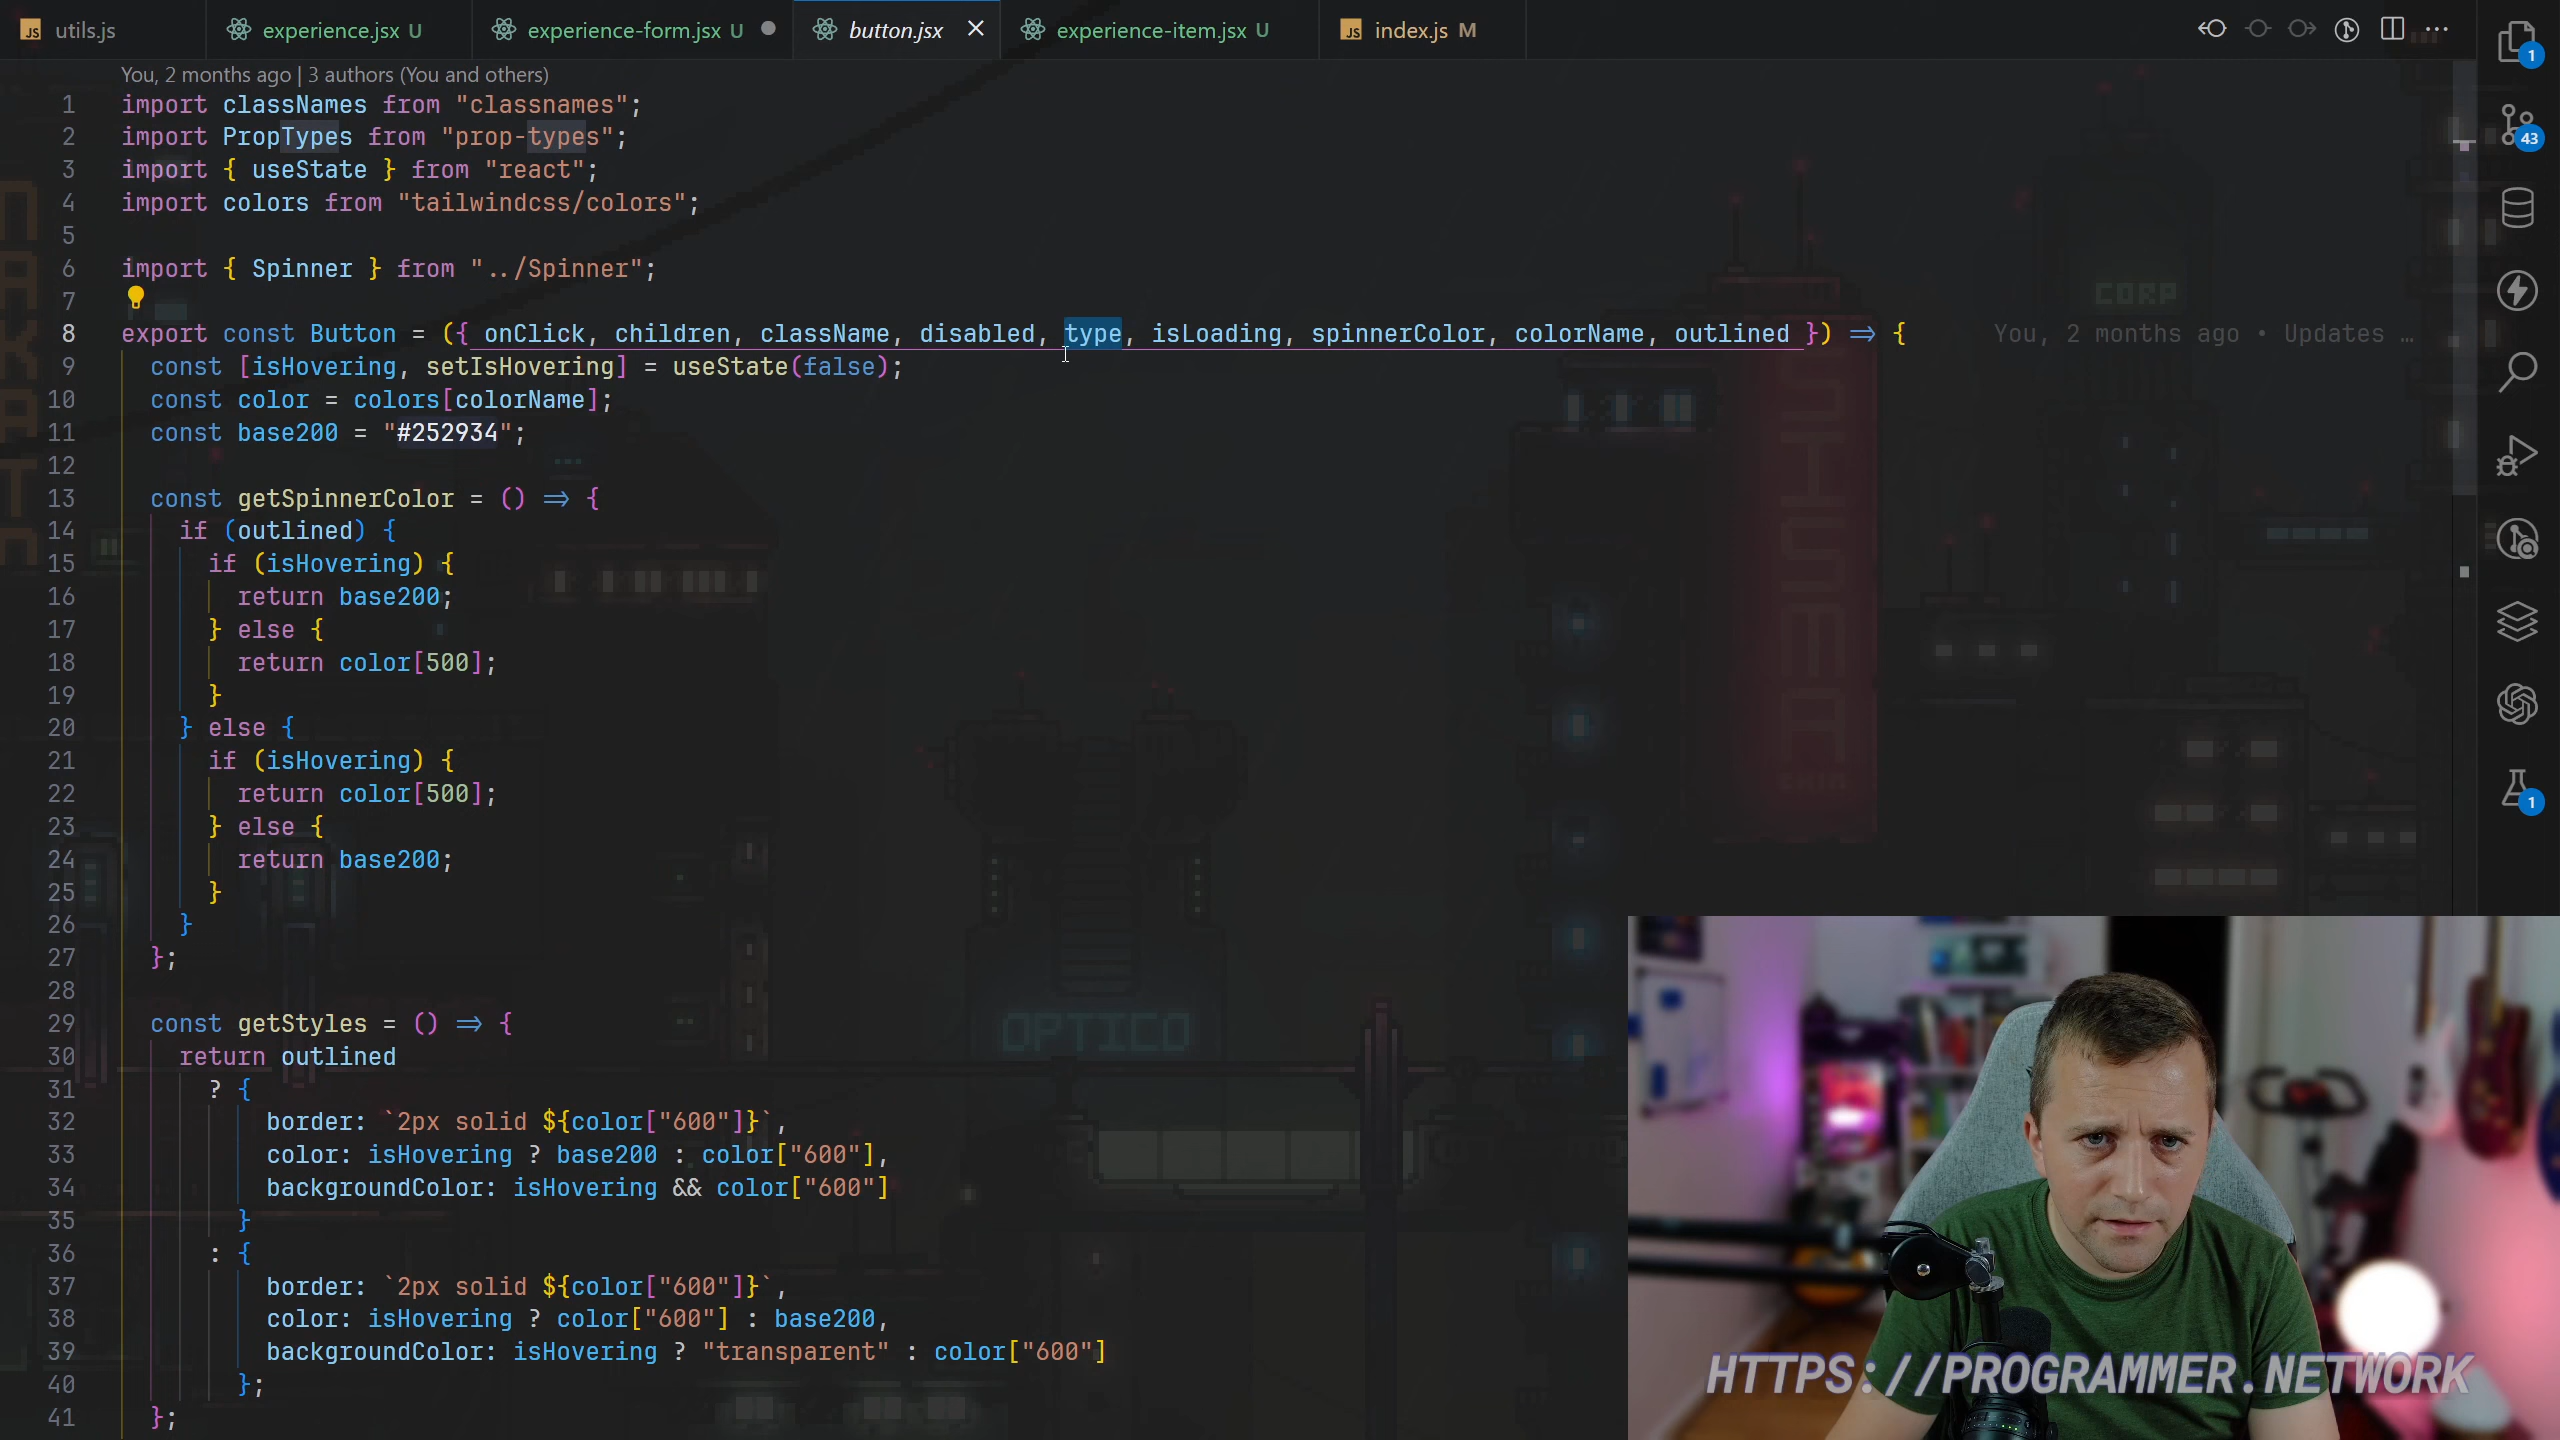 utils.js experience.jsx U experience-form.jsx U button.jsx experience-item.jsx U index.js M
You, 2 months ago | 3 authors (You and others)
1 import classNames from "classnames";
2 import PropTypes from "prop-types";
3 import { useState } from "react";
4 import colors from "tailwindcss/colors";
5
6 import { Spinner } from "../Spinner";
7
8 export const Button = ({ onClick, children, className, disabled, type, isLoading, spinnerColor, colorName, outlined }) => { You, 2 months ago • Updates …
9 const [isHovering, setIsHovering] = useState(false);
10 const color = colors[colorName];
11 const base200 = "#252934";
12
13 const getSpinnerColor = () => {
14 if (outlined) {
15 if (isHovering) {
16 return base200;
17 } else {
18 return color[500];
19 }
20 } else {
21 if (isHovering) {
22 return color[500];
23 } else {
24 return base200;
25 }
26 }
27 };
28
29 const getStyles = () => {
30 return outlined
31 ? {
32 border: `2px solid ${color["600"]}`,
33 color: isHovering ? base200 : color["600"],
34 backgroundColor: isHovering && color["600"]
35 }
36 : {
37 border: `2px solid ${color["600"]}`,
38 color: isHovering ? color["600"] : base200,
39 backgroundColor: isHovering ? "transparent" : color["600"]
40 };
41 };
1
43
1
CORP
OPTICO
HTTPS://PROGRAMMER.NETWORK